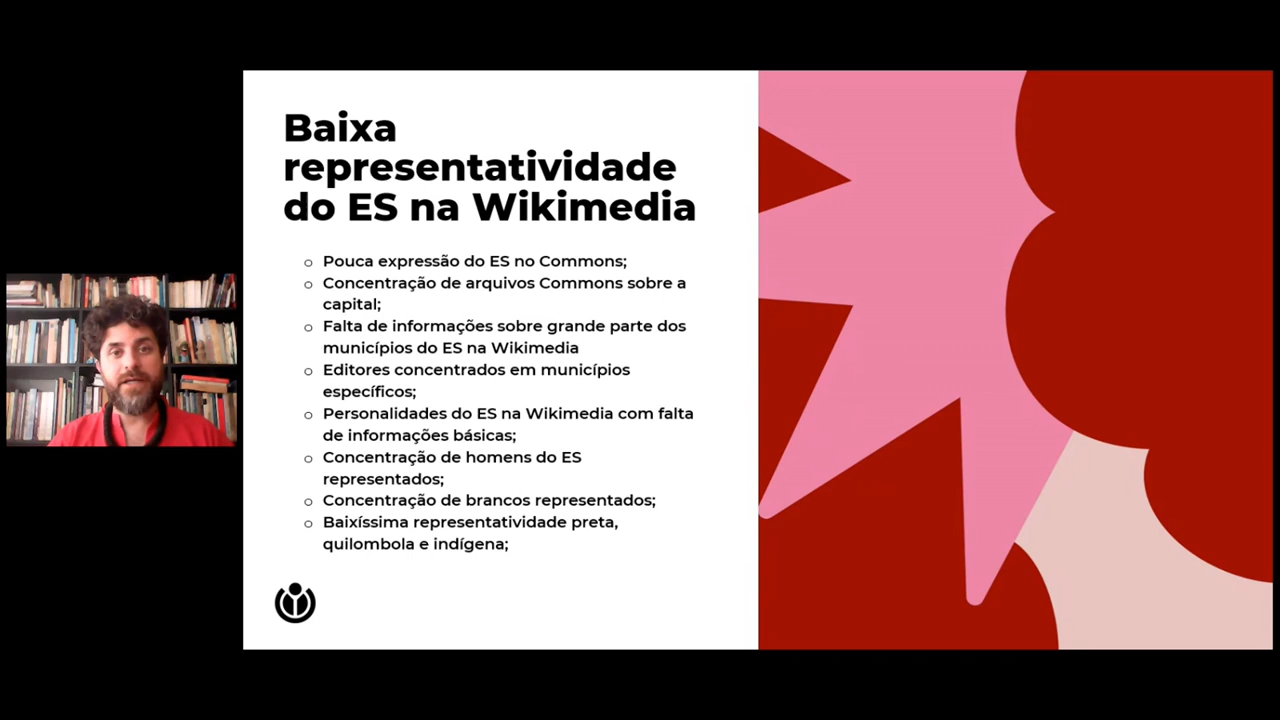 Baixa
representatividade
do ES na Wikimedia
o Pouca expressão do ES no Commons;
o Concentração de arquivos Commons sobre a
capital;
o Falta de informações sobre grande parte dos
municípios do ES na Wikimedia
o Editores concentrados em municípios
específicos;
o Personalidades do ES na Wikimedia com falta
de informações básicas;
o Concentração de homens do ES
representados;
o Concentração de brancos representados;
o Baixíssima representatividade preta,
quilombola e indígena;